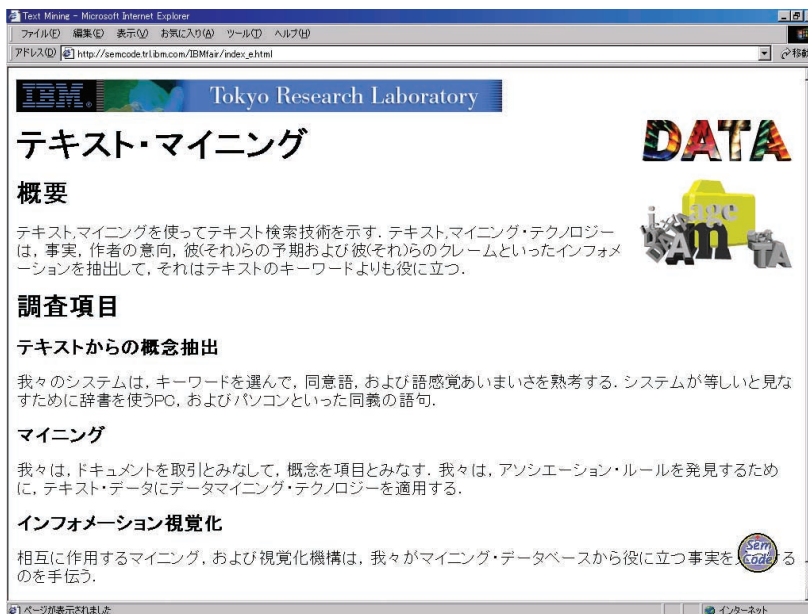 Text Mining - Microsoft Internet Explorer
ファイル(F) 編集(E) 表示(V) お気に入り(A) ツール(T) ヘルプ(H)
アドレス(D) http://semcode.trl.ibm.com/IBMfair/index_e.html 移動
IBM. Tokyo Research Laboratory
テキスト・マイニング
DATA
概要
テキスト,マイニングを使ってテキスト検索技術を示す. テキスト,マイニング・テクノロジー
は, 事実, 作者の意向, 彼(それ)らの予期および彼(それ)らのクレームといったインフォメ
ーションを抽出して, それはテキストのキーワードよりも役に立つ.
調査項目
テキストからの概念抽出
我々のシステムは, キーワードを選んで, 同意語, および語感覚あいまいさを熟考する. システムが等しいと見な
すために辞書を使うPC, およびパソコンといった同義の語句.
マイニング
我々は, ドキュメントを取引とみなして, 概念を項目とみなす. 我々は, アソシエーション・ルールを発見するため
に, テキスト・データにデータマイニング・テクノロジーを適用する.
インフォメーション視覚化
相互に作用するマイニング, および視覚化機構は, 我々がマイニング・データベースから役に立つ事実を る
のを手伝う.
Sem
Code
ページが表示されました インターネット